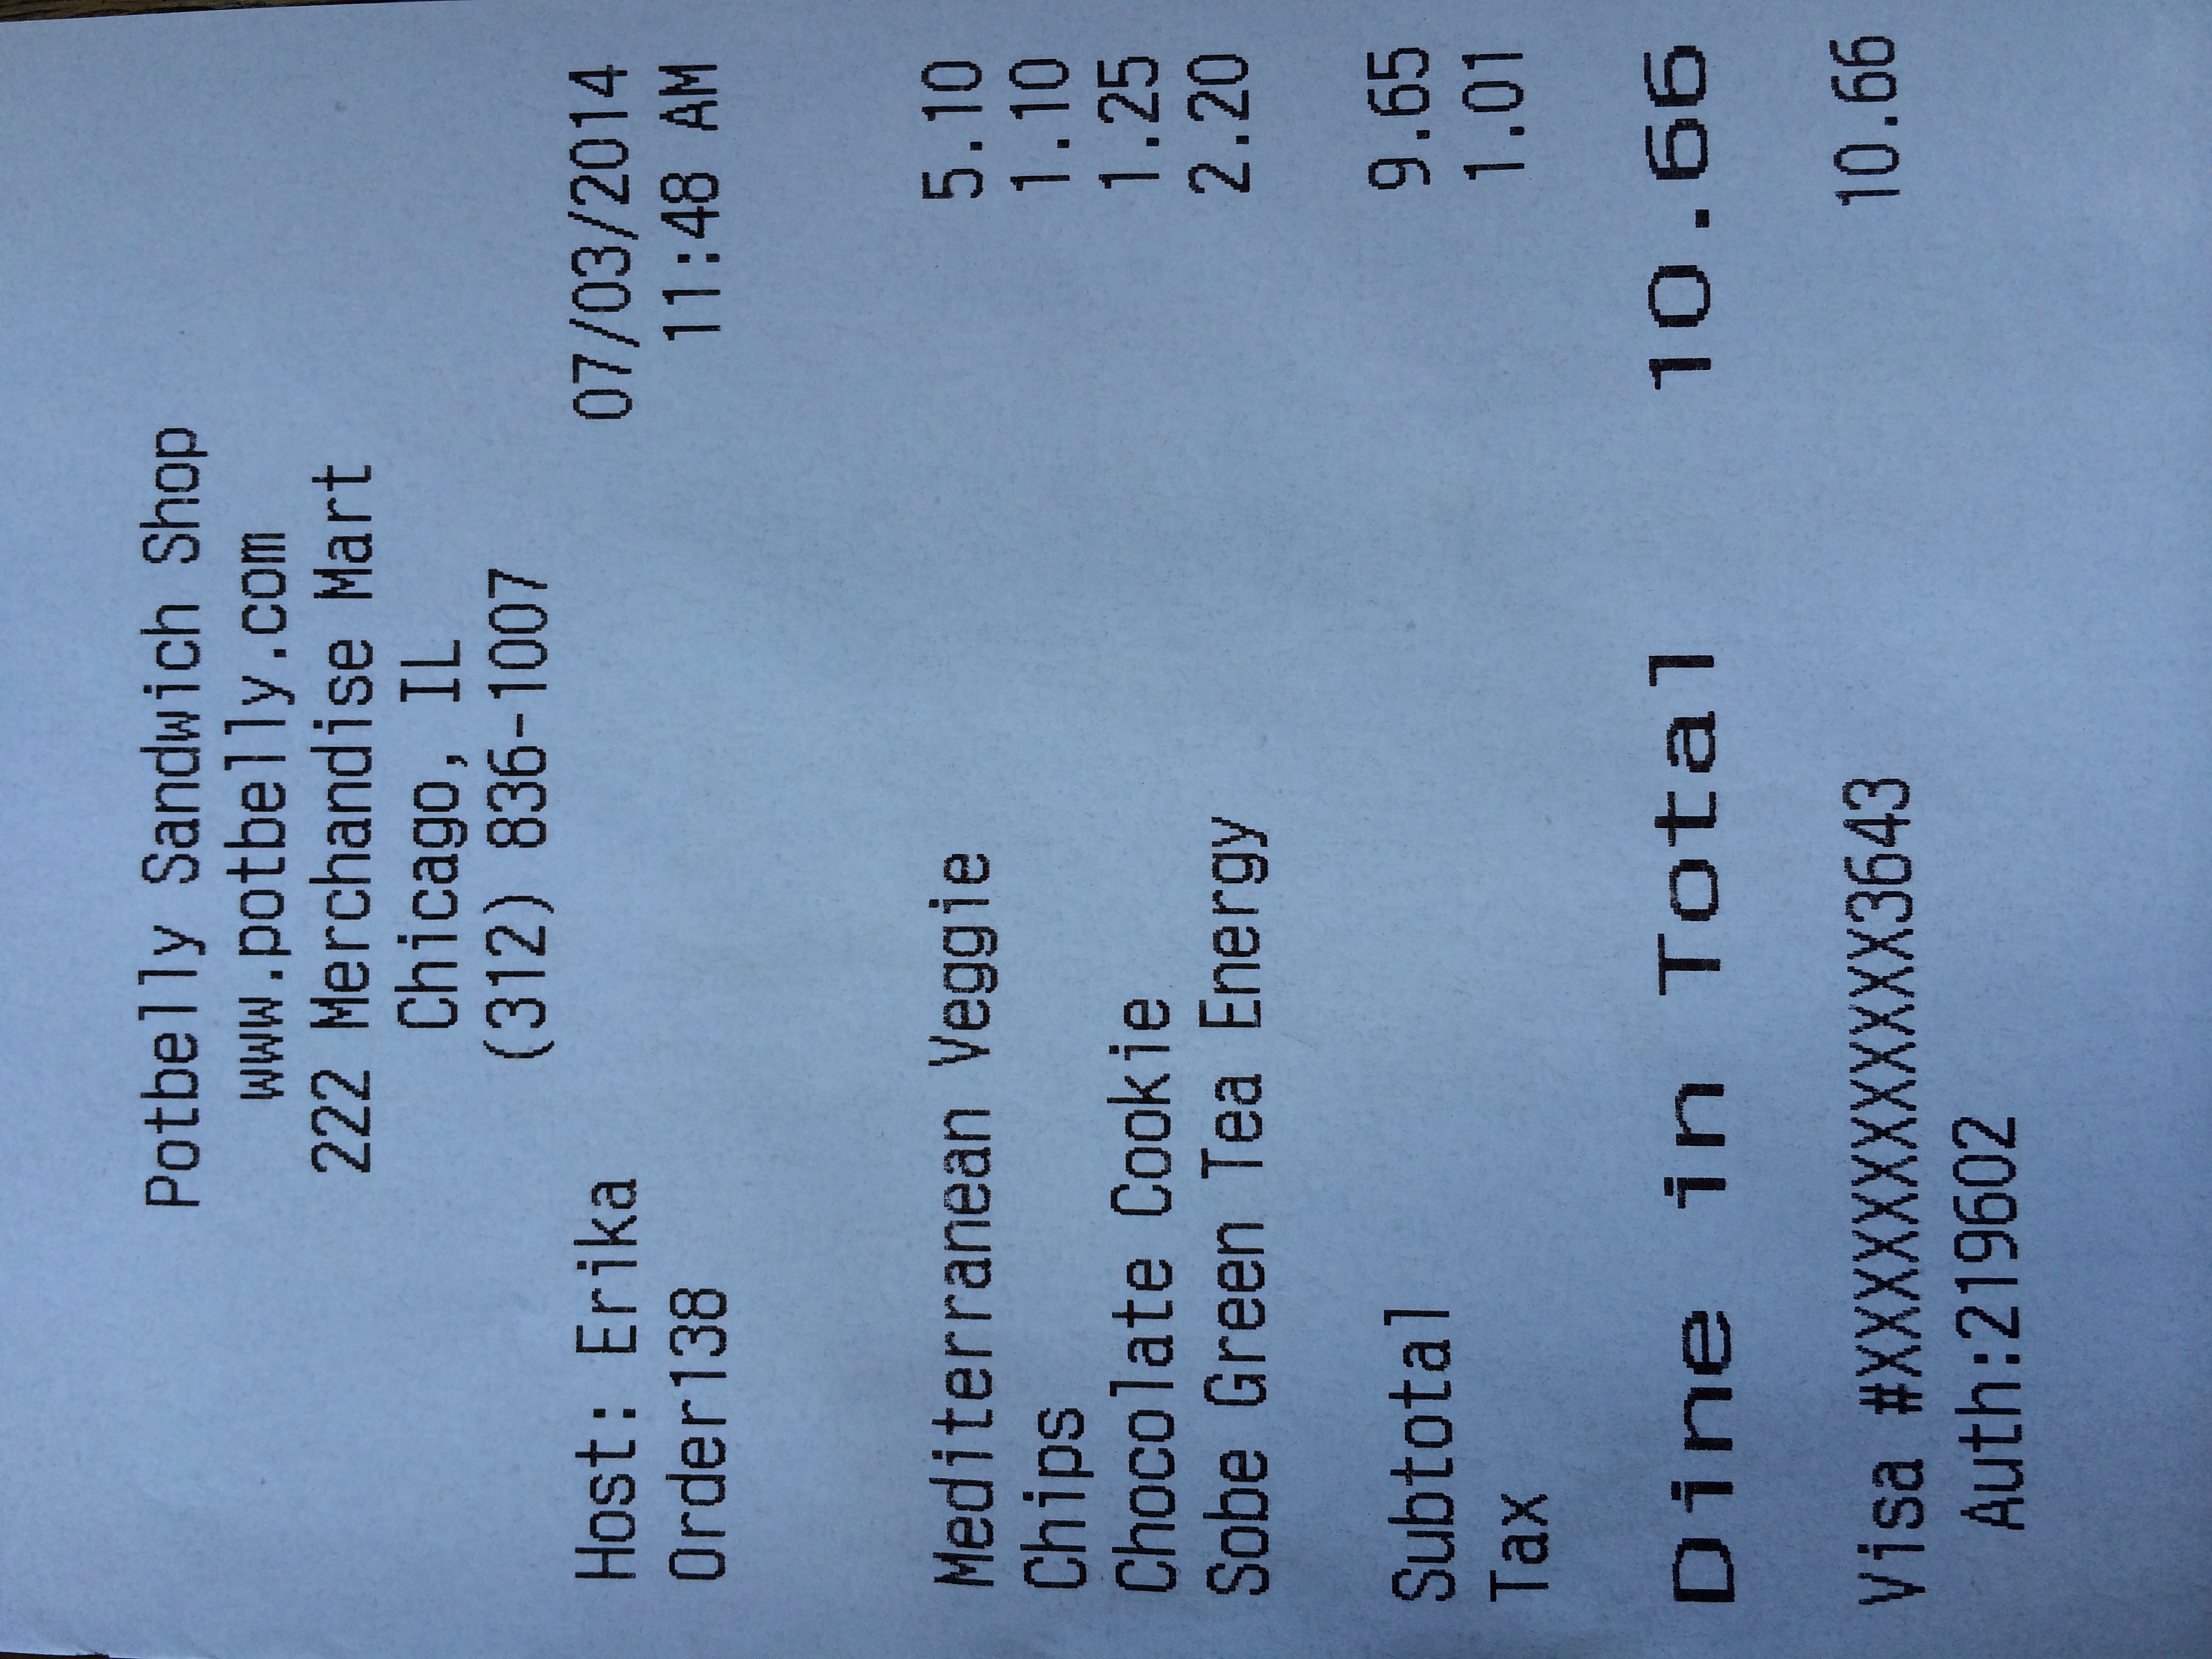 Potbelly Sandwich Shop
www.potbelly.com
222 Merchandise Mart
Chicago, IL
(312) 836-1007
Host: Erika 07/03/2014
Order138 11:48 AM
Mediterranean Veggie 5.10
Chips 1.10
Chocolate Cookie 1.25
Sobe Green Tea Energy 2.20
Subtotal 9.65
Tax 1.01
Dine in Total 10.66
Visa #XXXXXXXXXXXX3643 10.66
Auth:219602